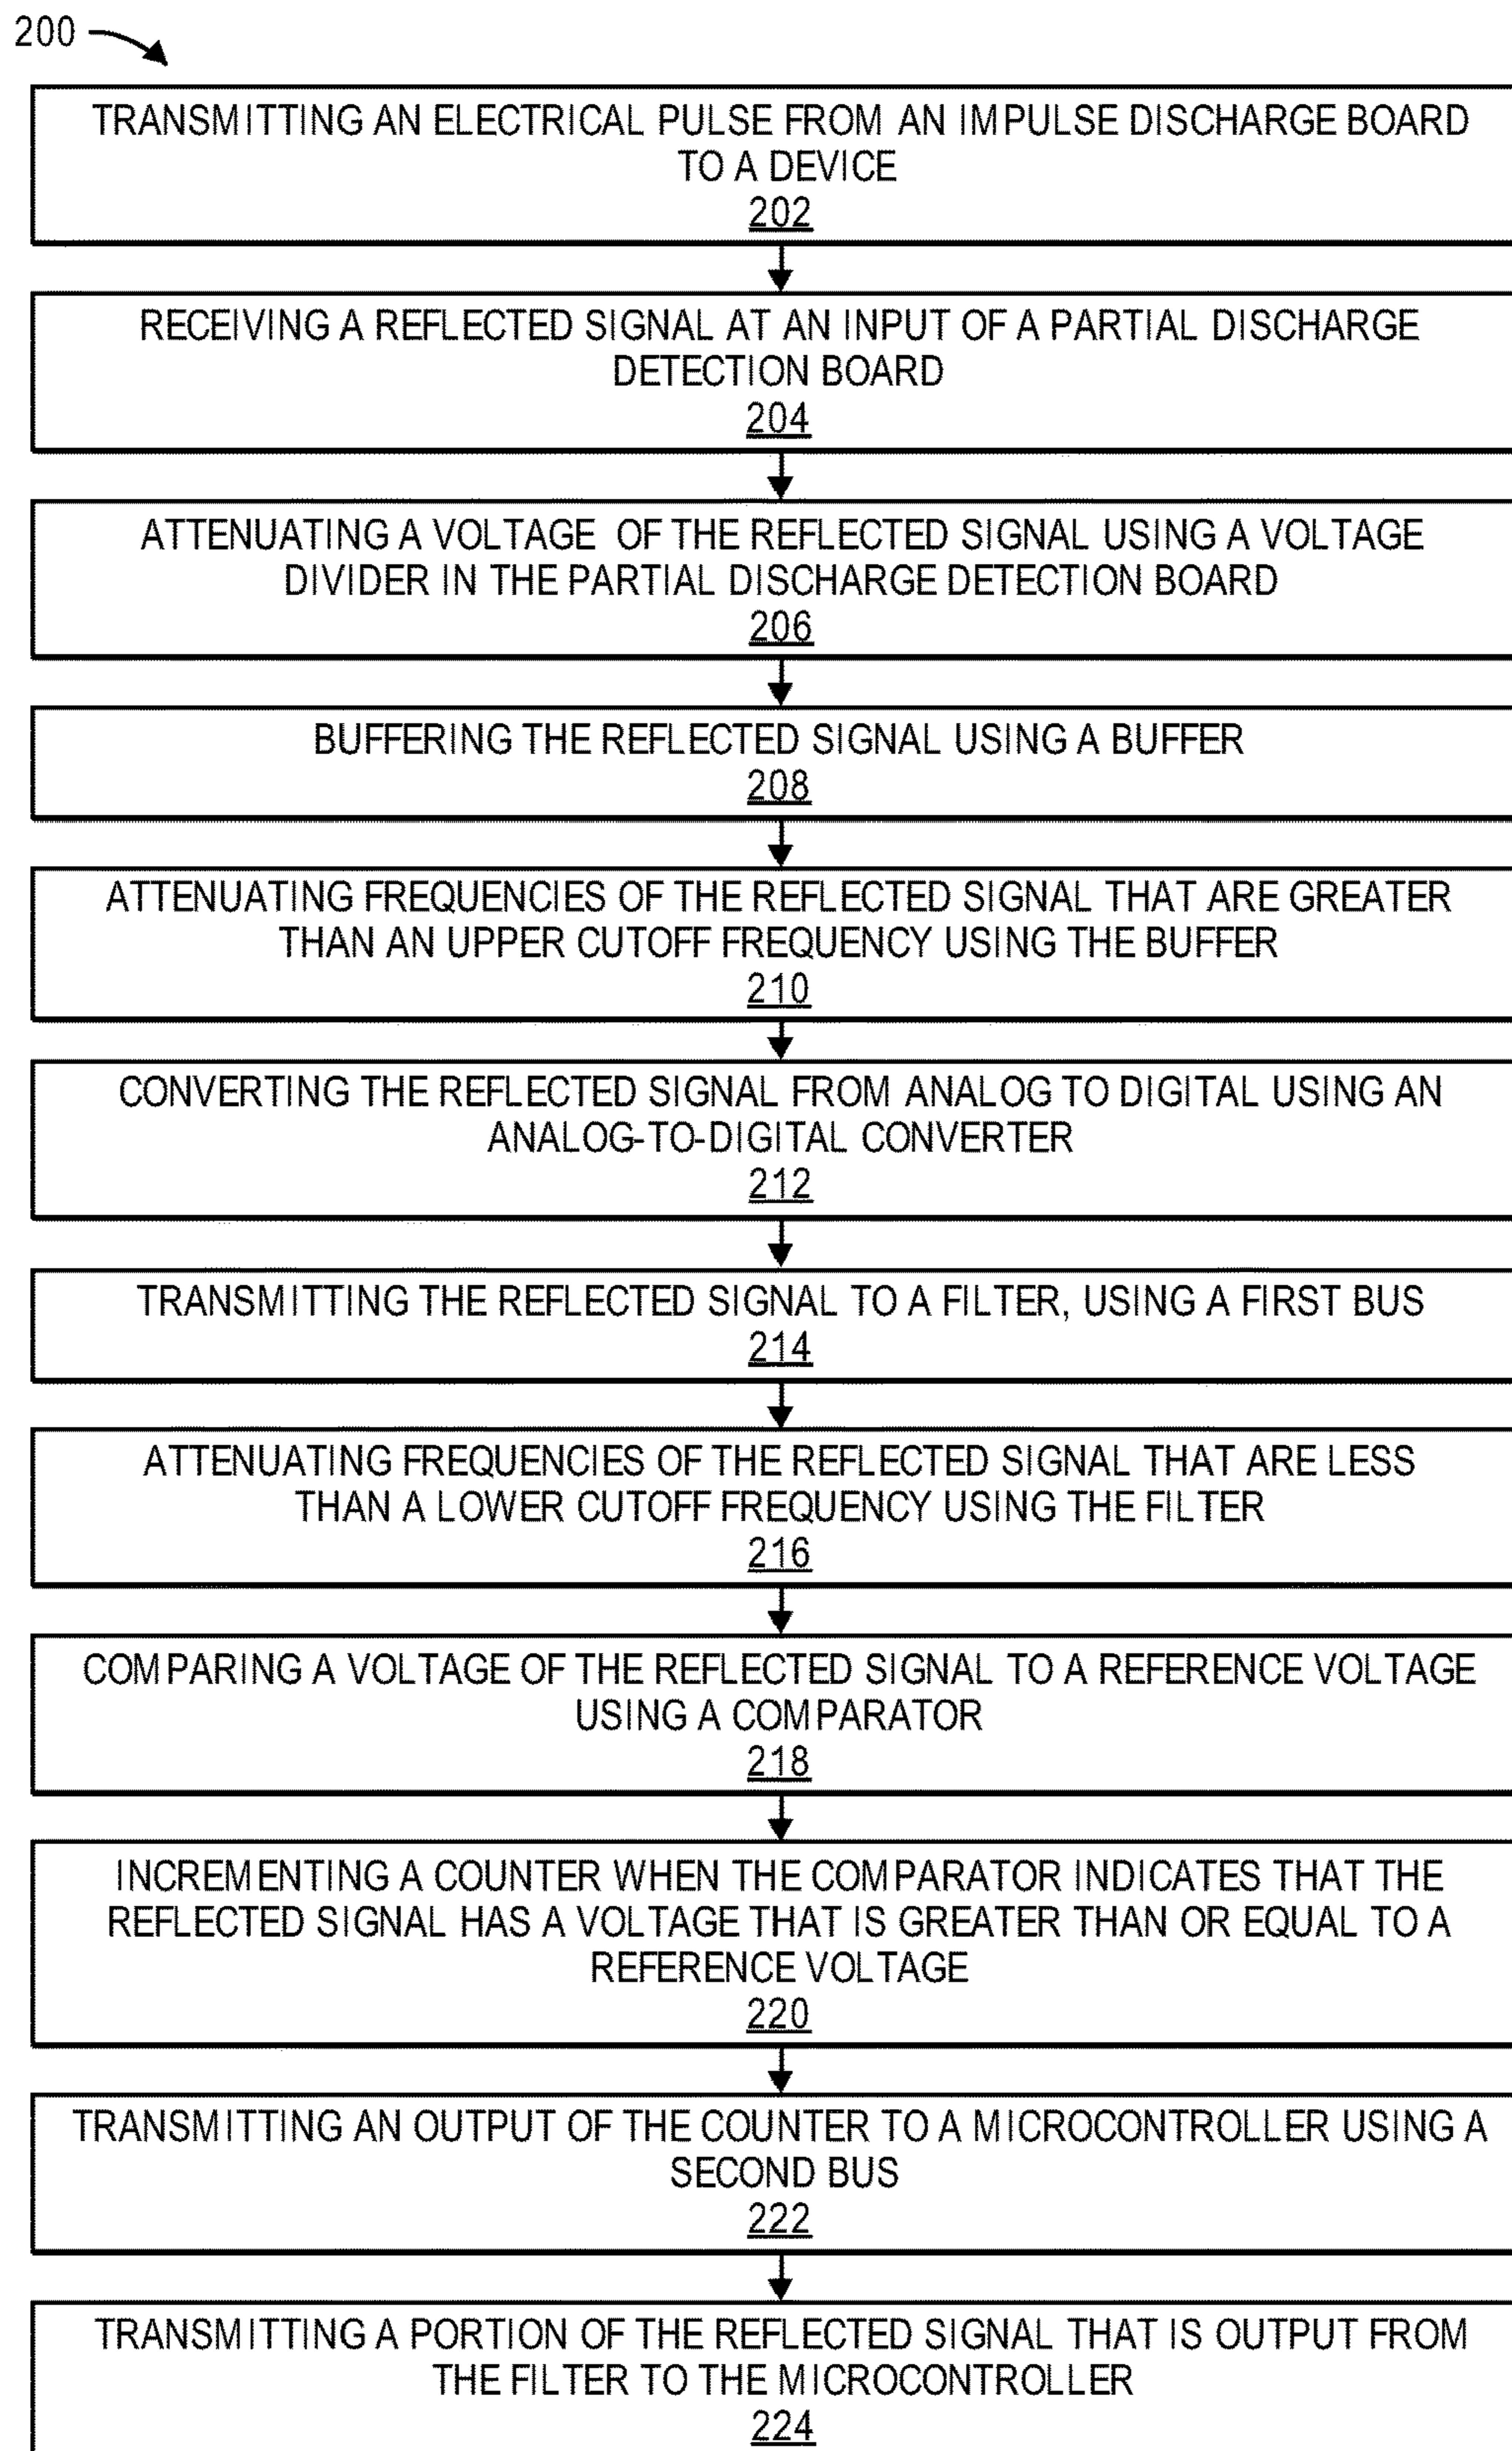 200
TRANSMITTING AN ELECTRICAL PULSE FROM AN IMPULSE DISCHARGE BOARD
TO A DEVICE
202
RECEIVING A REFLECTED SIGNAL AT AN INPUT OF A PARTIAL DISCHARGE
DETECTION BOARD
204
ATTENUATING A VOLTAGE OF THE REFLECTED SIGNAL USING A VOLTAGE
DIVIDER IN THE PARTIAL DISCHARGE DETECTION BOARD
206
BUFFERING THE REFLECTED SIGNAL USING A BUFFER
208
ATTENUATING FREQUENCIES OF THE REFLECTED SIGNAL THAT ARE GREATER
THAN AN UPPER CUTOFF FREQUENCY USING THE BUFFER
210
CONVERTING THE REFLECTED SIGNAL FROM ANALOG TO DIGITAL USING AN
ANALOG-TO-DIGITAL CONVERTER
212
TRANSMITTING THE REFLECTED SIGNAL TO A FILTER, USING A FIRST BUS
214
ATTENUATING FREQUENCIES OF THE REFLECTED SIGNAL THAT ARE LESS
THAN A LOWER CUTOFF FREQUENCY USING THE FILTER
216
COMPARING A VOLTAGE OF THE REFLECTED SIGNAL TO A REFERENCE VOLTAGE
USING A COMPARATOR
218
INCREMENTING A COUNTER WHEN THE COMPARATOR INDICATES THAT THE
REFLECTED SIGNAL HAS A VOLTAGE THAT IS GREATER THAN OR EQUAL TO A
REFERENCE VOLTAGE
220
TRANSMITTING AN OUTPUT OF THE COUNTER TO A MICROCONTROLLER USING A
SECOND BUS
222
TRANSMITTING A PORTION OF THE REFLECTED SIGNAL THAT IS OUTPUT FROM
THE FILTER TO THE MICROCONTROLLER
224